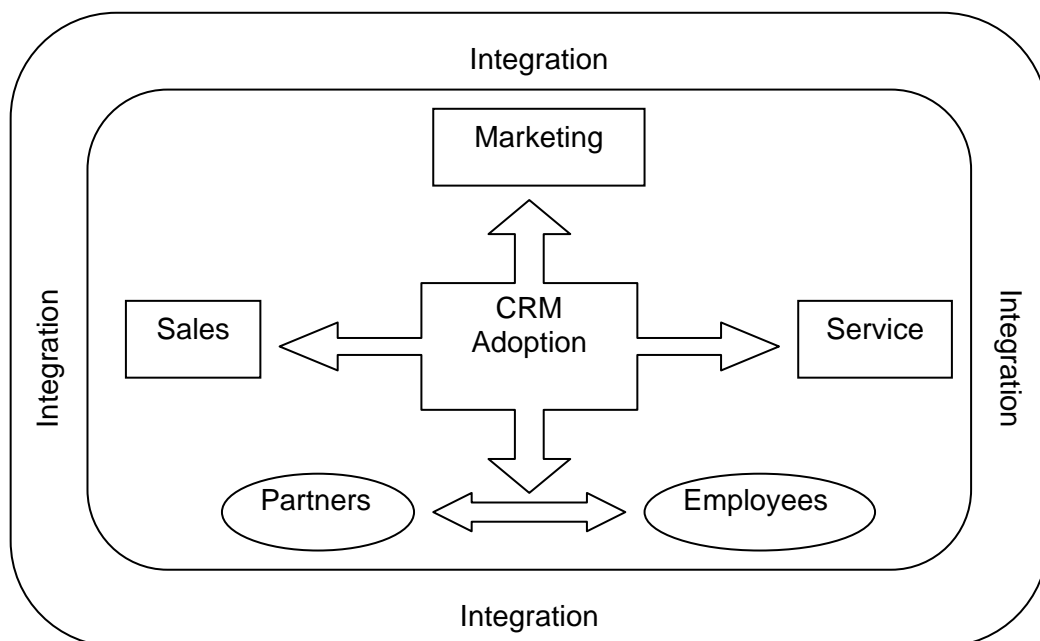 Integration
Marketing
Integration
Sales
CRM
Adoption
Service
Integration
Partners
Employees
Integration